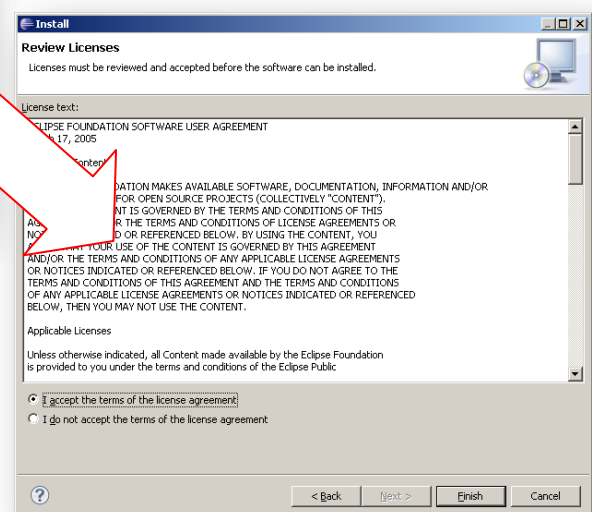 Install
Review Licenses
Licenses must be reviewed and accepted before the software can be installed.
License text:
ECLIPSE FOUNDATION SOFTWARE USER AGREEMENT
17, 2005
Content
DATION MAKES AVAILABLE SOFTWARE, DOCUMENTATION, INFORMATION AND/OR
FOR OPEN SOURCE PROJECTS (COLLECTIVELY "CONTENT").
NT IS GOVERNED BY THE TERMS AND CONDITIONS OF THIS
R THE TERMS AND CONDITIONS OF LICENSE AGREEMENTS OR
D OR REFERENCED BELOW. BY USING THE CONTENT, YOU
YOUR USE OF THE CONTENT IS GOVERNED BY THIS AGREEMENT
AND/OR THE TERMS AND CONDITIONS OF ANY APPLICABLE LICENSE AGREEMENTS
OR NOTICES INDICATED OR REFERENCED BELOW. IF YOU DO NOT AGREE TO THE
TERMS AND CONDITIONS OF THIS AGREEMENT AND THE TERMS AND CONDITIONS
OF ANY APPLICABLE LICENSE AGREEMENTS OR NOTICES INDICATED OR REFERENCED
BELOW, THEN YOU MAY NOT USE THE CONTENT.
Applicable Licenses
Unless otherwise indicated, all Content made available by the Eclipse Foundation
is provided to you under the terms and conditions of the Eclipse Public
I accept the terms of the license agreement
I do not accept the terms of the license agreement
? < Back Next > Finish Cancel